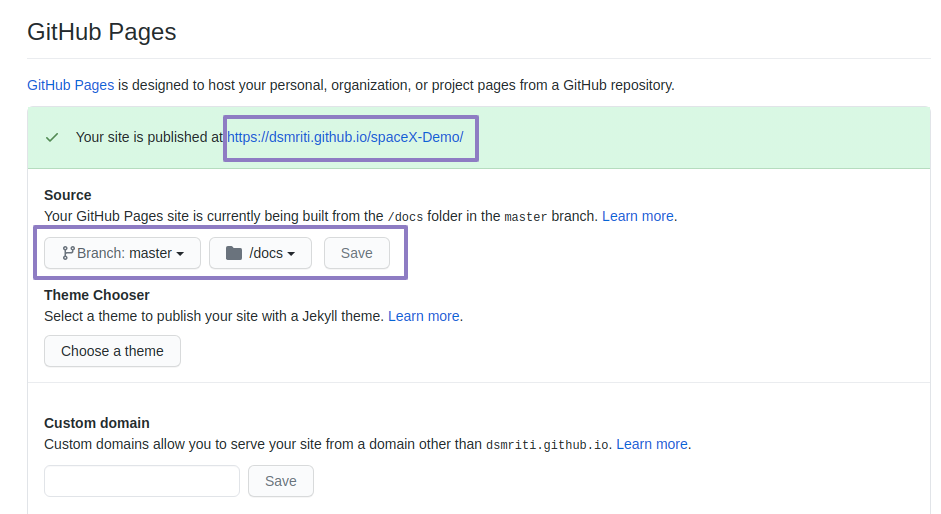 GitHub Pages
GitHub Pages is designed to host your personal, organization, or project pages from a GitHub repository.
Your site is published at https://dsmriti.github.io/spaceX-Demo/
Source
Your GitHub Pages site is currently being built from the /docs folder in the master branch. Learn more.
Branch: master /docs Save
Theme Chooser
Select a theme to publish your site with a Jekyll theme. Learn more.
Choose a theme
Custom domain
Custom domains allow you to serve your site from a domain other than dsmriti.github.io. Learn more.
Save